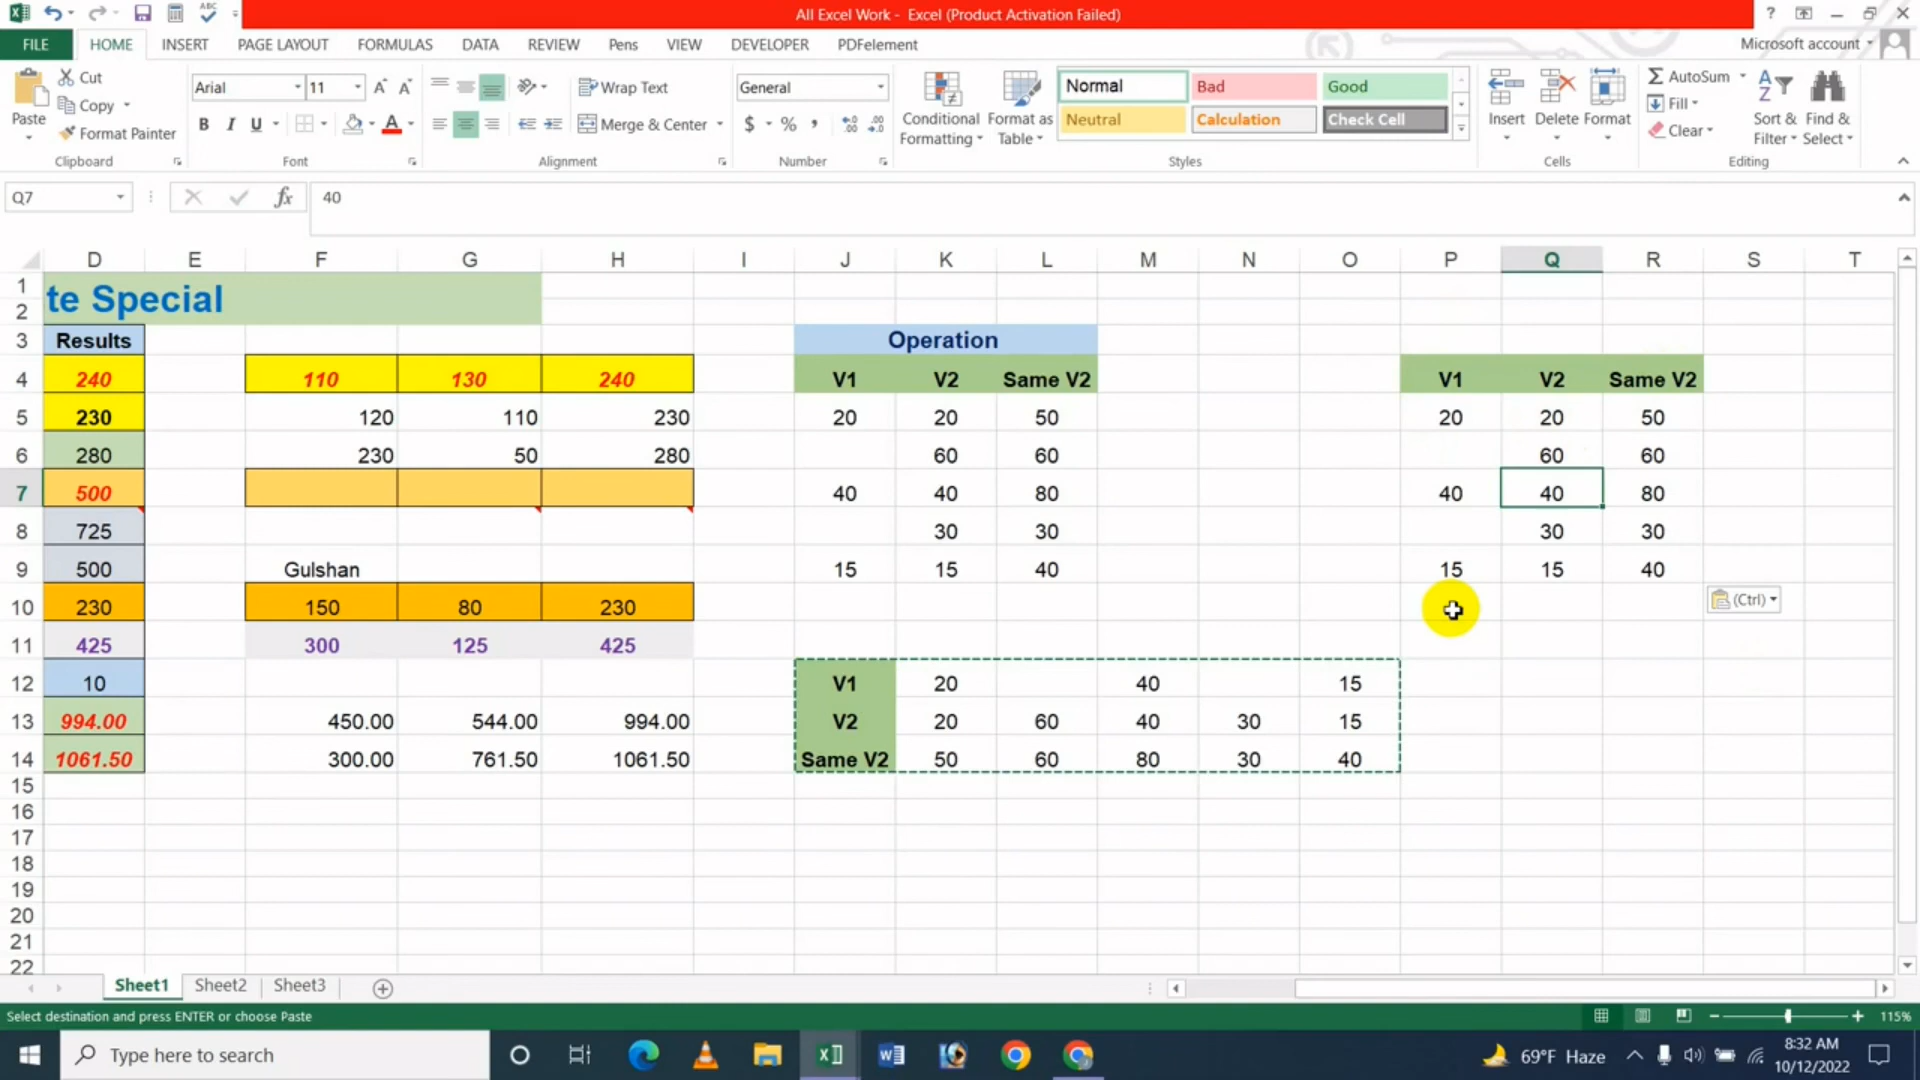 All Excel Work - Excel (Product Activation Failed)
FILE HOME INSERT PAGE LAYOUT FORMULAS DATA REVIEW Pens VIEW DEVELOPER PDFelement Microsoft account
Paste Cut Copy Format Painter
Arial 11
B I U
Wrap Text
Merge & Center
General
$ % ,
Conditional Formatting
Format as Table
Normal Bad Good
Neutral Calculation Check Cell
Insert Delete Format
AutoSum
Fill
Clear
Sort & Filter
Find & Select
Clipboard Font Alignment Number Styles Cells Editing
Q7 fx 40
D E F G H I J K L M N O P Q R S T
1 te Special
2
3 Results Operation
4 240 110 130 240 V1 V2 Same V2 V1 V2 Same V2
5 230 120 110 230 20 20 50 20 20 50
6 280 230 50 280 60 60 60 60
7 500 40 40 80 40 40 80
8 725 30 30 30 30
9 500 Gulshan 15 15 40 15 15 40
10 230 150 80 230 (Ctrl)
11 425 300 125 425
12 10 V1 20 40 15
13 994.00 450.00 544.00 994.00 V2 20 60 40 30 15
14 1061.50 300.00 761.50 1061.50 Same V2 50 60 80 30 40
15
16
17
18
19
20
21
22
Sheet1 Sheet2 Sheet3
Select destination and press ENTER or choose Paste 115%
Type here to search 69°F Haze 8:32 AM
10/12/2022